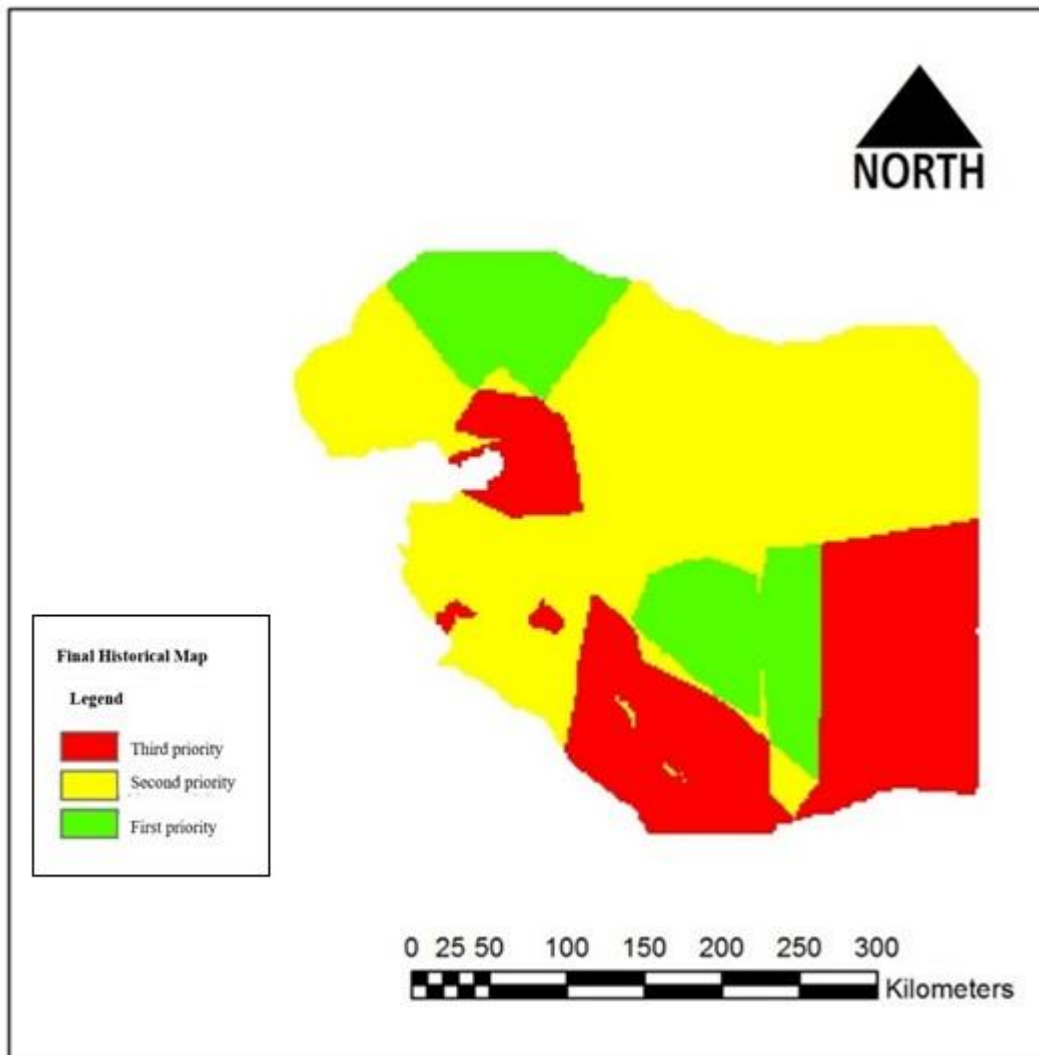 NORTH
Final Historical Map
Legend
Third priority
Second priority
First priority
0 25 50 100 150 200 250 300
Kilometers